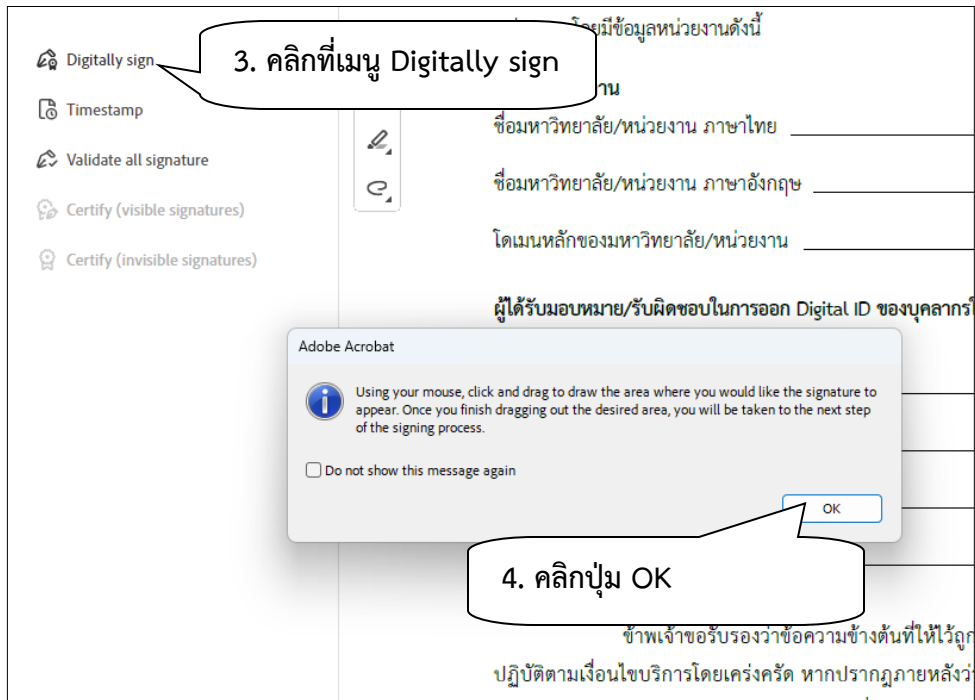 โดยมีข้อมูลหน่วยงานดังนี้
Digitally sign
3. คลิกที่เมนู Digitally sign
Timestamp
ชื่อมหาวิทยาลัย/หน่วยงาน ภาษาไทย
Validate all signature
ชื่อมหาวิทยาลัย/หน่วยงาน ภาษาอังกฤษ
Certify (visible signatures)
โดเมนหลักของมหาวิทยาลัย/หน่วยงาน
Certify (invisible signatures)
ผู้ได้รับมอบหมาย/รับผิดชอบในการออก Digital ID ของบุคลากร
Adobe Acrobat
Using your mouse, click and drag to draw the area where you would like the signature to
appear. Once you finish dragging out the desired area, you will be taken to the next step
of the signing process.
Do not show this message again
OK
4. คลิกปุ่ม OK
ข้าพเจ้าขอรับรองว่าข้อความข้างต้นที่ให้ไว้ถูก
ปฏิบัติตามเงื่อนไขบริการโดยเคร่งครัด หากปรากฏภายหลังว่า